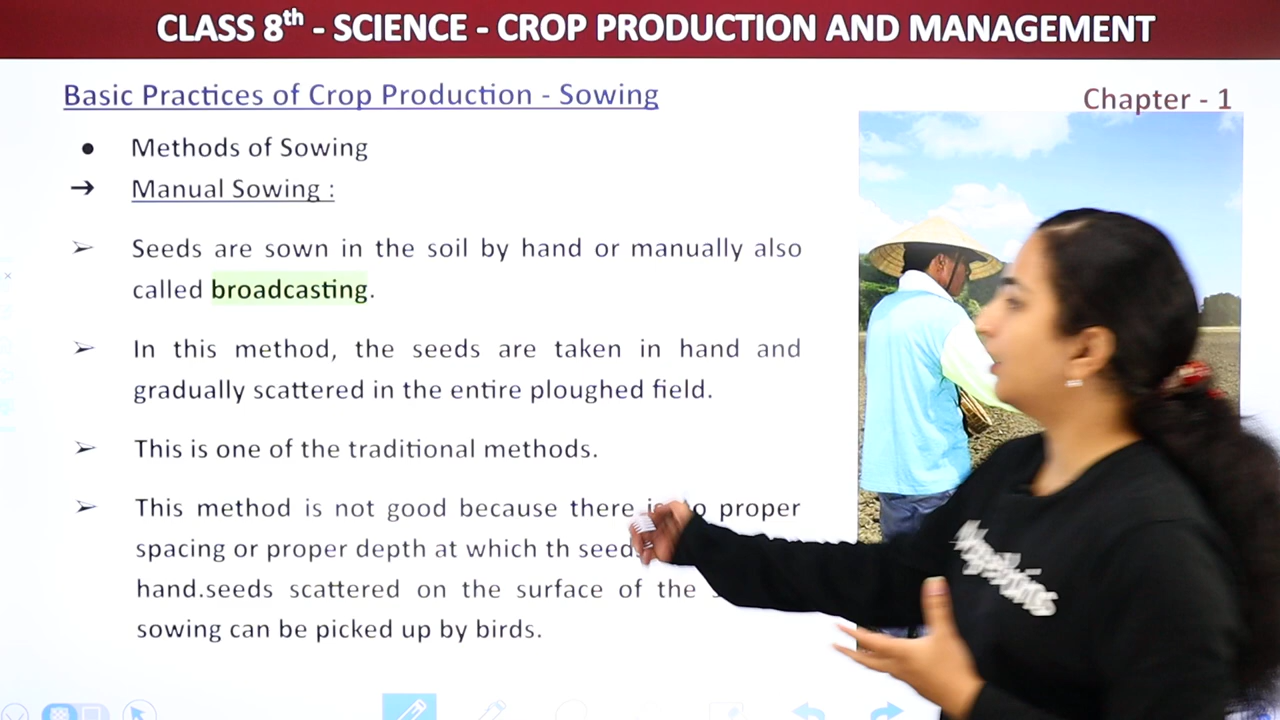 CLASS 8th - SCIENCE - CROP PRODUCTION AND MANAGEMENT
Basic Practices of Crop Production - Sowing
Chapter - 1
● Methods of Sowing
➔ Manual Sowing :
➢ Seeds are sown in the soil by hand or manually also
called broadcasting.
➢ In this method, the seeds are taken in hand and
gradually scattered in the entire ploughed field.
➢ This is one of the traditional methods.
➢ This method is not good because there proper
spacing or proper depth at which th
hand.seeds scattered on the surface of the
sowing can be picked up by birds.